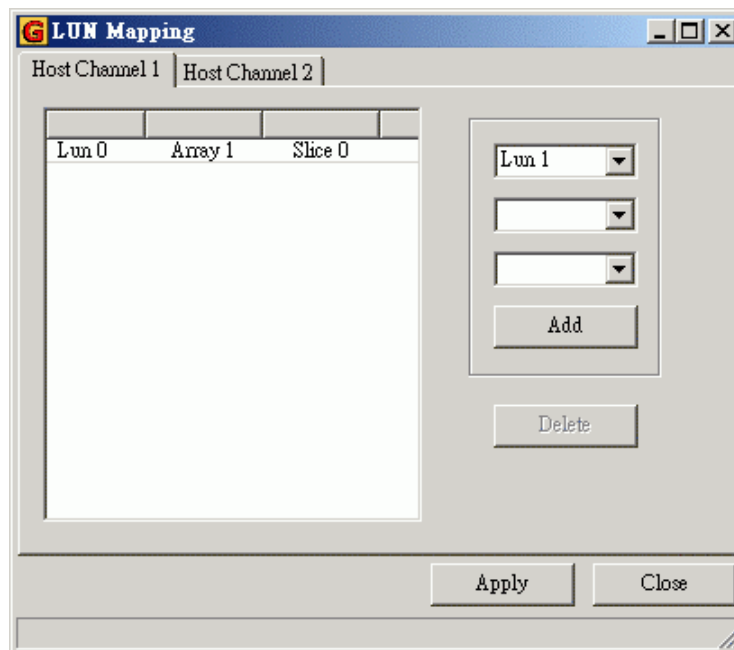 G LUN Mapping
Host Channel 1 Host Channel 2
Lun 0 Array 1 Slice 0
Lun 1
Add
Delete
Apply Close